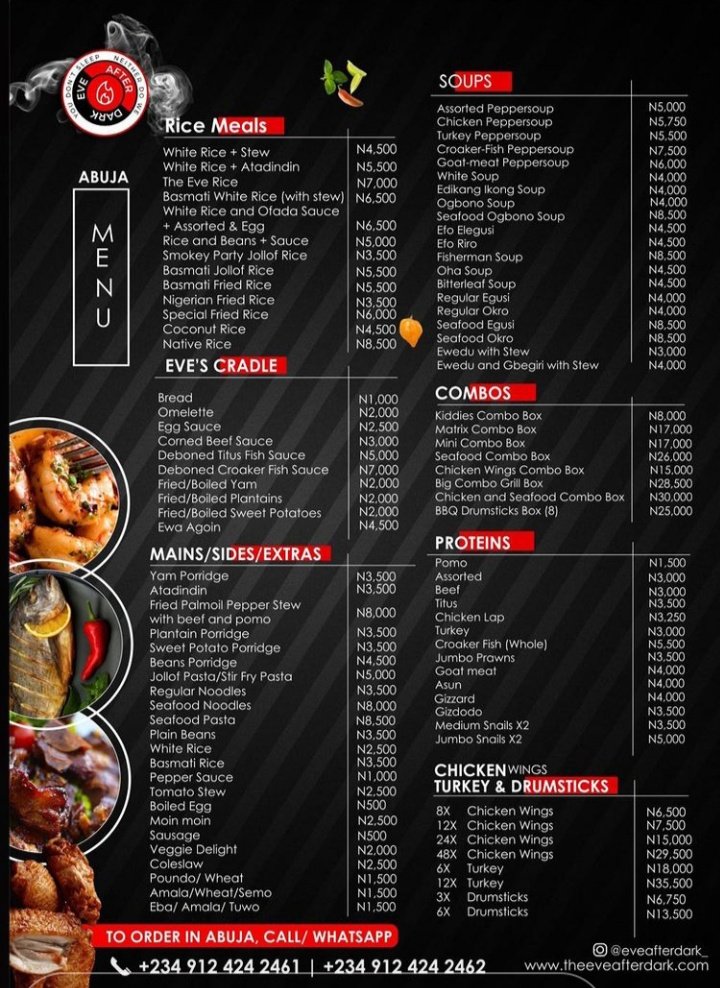 YOU DON'T SLEEP NEITHER DO WE
EVE AFTER DARK
ABUJA
MENU
Rice Meals
White Rice + Stew N4,500
White Rice + Atadindin N5,500
The Eve Rice N7,000
Basmati White Rice (with stew) N6,500
White Rice and Ofada Sauce
+ Assorted & Egg N6,500
Rice and Beans + Sauce N5,000
Smokey Party Jollof Rice N3,500
Basmati Jollof Rice N5,500
Basmati Fried Rice N5,500
Nigerian Fried Rice N3,500
Special Fried Rice N6,000
Coconut Rice N4,500
Native Rice N8,500
EVE'S CRADLE
Bread N1,000
Omelette N2,000
Egg Sauce N2,500
Corned Beef Sauce N3,000
Deboned Titus Fish Sauce N5,000
Deboned Croaker Fish Sauce N7,000
Fried/Boiled Yam N2,000
Fried/Boiled Plantains N2,000
Fried/Boiled Sweet Potatoes N2,000
Ewa Agoin N4,500
MAINS/SIDES/EXTRAS
Yam Porridge N3,500
Atadindin N3,500
Fried Palmoil Pepper Stew
with beef and pomo N8,000
Plantain Porridge N3,500
Sweet Potato Porridge N3,500
Beans Porridge N4,500
Jollof Pasta/Stir Fry Pasta N5,000
Regular Noodles N3,500
Seafood Noodles N8,000
Seafood Pasta N8,500
Plain Beans N3,500
White Rice N2,500
Basmati Rice N3,500
Pepper Sauce N1,000
Tomato Stew N2,500
Boiled Egg N500
Moin moin N2,500
Sausage N500
Veggie Delight N2,000
Coleslaw N2,500
Poundo/ Wheat N1,500
Amala/Wheat/Semo N1,500
Eba/ Amala/ Tuwo N1,500
SOUPS
Assorted Peppersoup N5,000
Chicken Peppersoup N5,750
Turkey Peppersoup N5,500
Croaker-Fish Peppersoup N7,500
Goat-meat Peppersoup N6,000
White Soup N4,000
Edikang Ikong Soup N4,000
Ogbono Soup N4,000
Seafood Ogbono Soup N8,500
Efo Elegusi N4,500
Efo Riro N4,500
Fisherman Soup N8,500
Oha Soup N4,500
Bitterleaf Soup N4,500
Regular Egusi N4,000
Regular Okro N4,000
Seafood Egusi N8,500
Seafood Okro N8,500
Ewedu with Stew N3,000
Ewedu and Gbegiri with Stew N4,000
COMBOS
Kiddies Combo Box N8,000
Matrix Combo Box N17,000
Mini Combo Box N17,000
Seafood Combo Box N26,000
Chicken Wings Combo Box N15,000
Big Combo Grill Box N28,500
Chicken and Seafood Combo Box N30,000
BBQ Drumsticks Box (8) N25,000
PROTEINS
Pomo N1,500
Assorted N3,000
Beef N3,000
Titus N3,500
Chicken Lap N3,250
Turkey N3,000
Croaker Fish (Whole) N5,500
Jumbo Prawns N3,500
Goat meat N4,000
Asun N4,000
Gizzard N4,000
Gizdodo N3,500
Medium Snails X2 N3,500
Jumbo Snails X2 N5,000
CHICKEN WINGS
TURKEY & DRUMSTICKS
8X Chicken Wings N6,500
12X Chicken Wings N7,500
24X Chicken Wings N15,000
48X Chicken Wings N29,500
6X Turkey N18,000
12X Turkey N35,500
3X Drumsticks N6,750
6X Drumsticks N13,500
TO ORDER IN ABUJA, CALL/ WHATSAPP
+234 912 424 2461 | +234 912 424 2462
@eveafterdark_
www.theeveafterdark.com